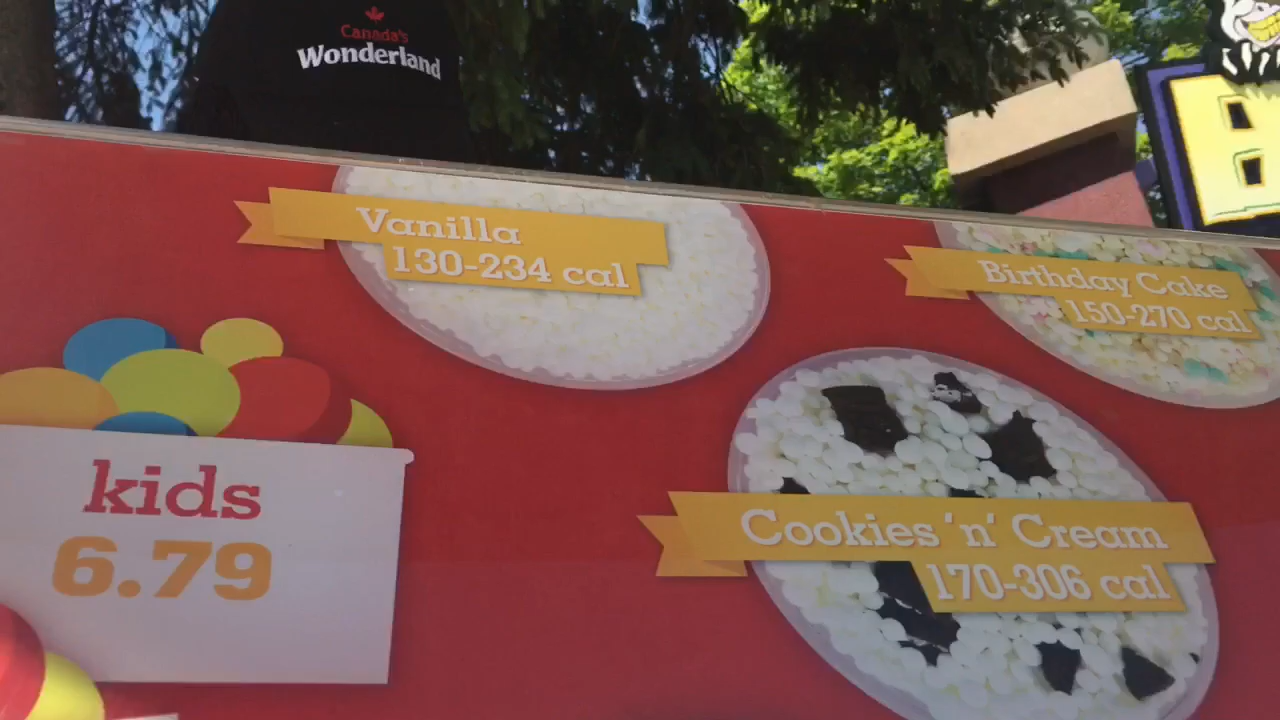 Canada's
Wonderland
Vanilla
130-234 cal
Birthday Cake
150-270 cal
kids
6.79
Cookies 'n' Cream
170-306 cal